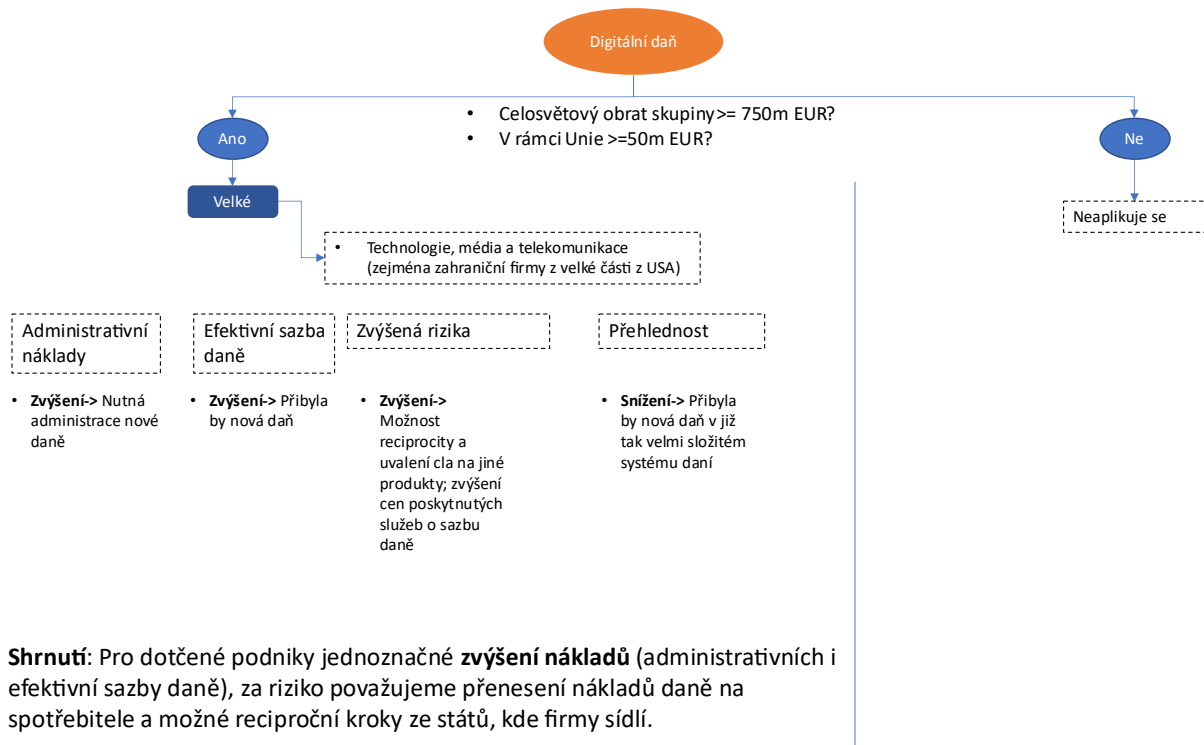 Digitální daň
• Celosvětový obrat skupiny>= 750m EUR?
• V rámci Unie >=50m EUR?
Ano
Ne
Velké
Neaplikuje se
• Technologie, média a telekomunikace
(zejména zahraniční firmy z velké části z USA)
Administrativní
náklady
Efektivní sazba
daně
Zvýšená rizika
Přehlednost
• Zvýšení-> Nutná
administrace nové
daně
• Zvýšení-> Přibyla
by nová daň
• Zvýšení->
Možnost
reciprocity a
uvalení cla na jiné
produkty; zvýšení
cen poskytnutých
služeb o sazbu
daně
• Snížení-> Přibyla
by nová daň v již
tak velmi složitém
systému daní
Shrnutí: Pro dotčené podniky jednoznačné zvýšení nákladů (administrativních i
efektivní sazby daně), za riziko považujeme přenesení nákladů daně na
spotřebitele a možné reciproční kroky ze států, kde firmy sídlí.